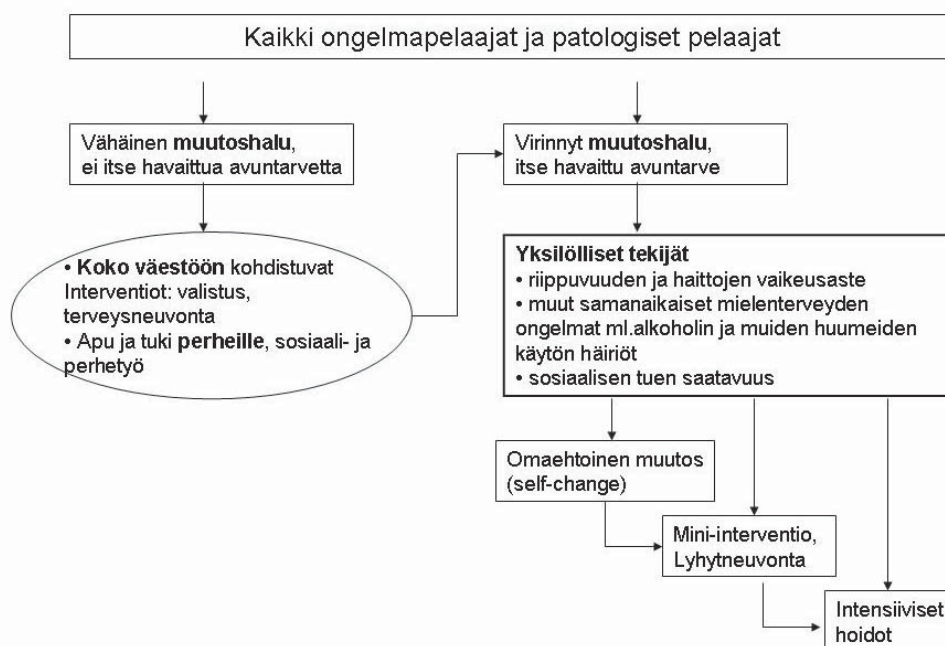 Kaikki ongelmapelaajat ja patologiset pelaajat
Vähäinen muutoshalu,
ei itse havaittua avuntarvetta
Virinnyt muutoshalu,
itse havaittu avuntarve
• Koko väestöön kohdistuvat
Interventiot: valistus,
terveysneuvonta
• Apu ja tuki perheille, sosiaali- ja
perhetyö
Yksilölliset tekijät
• riippuvuuden ja haittojen vaikeusaste
• muut samanaikaiset mielenterveyden
ongelmat ml.alkoholin ja muiden huumeiden
käytön häiriöt
• sosiaalisen tuen saatavuus
Omaehtoinen muutos
(self-change)
Mini-interventio,
Lyhytneuvonta
Intensiiviset
hoidot